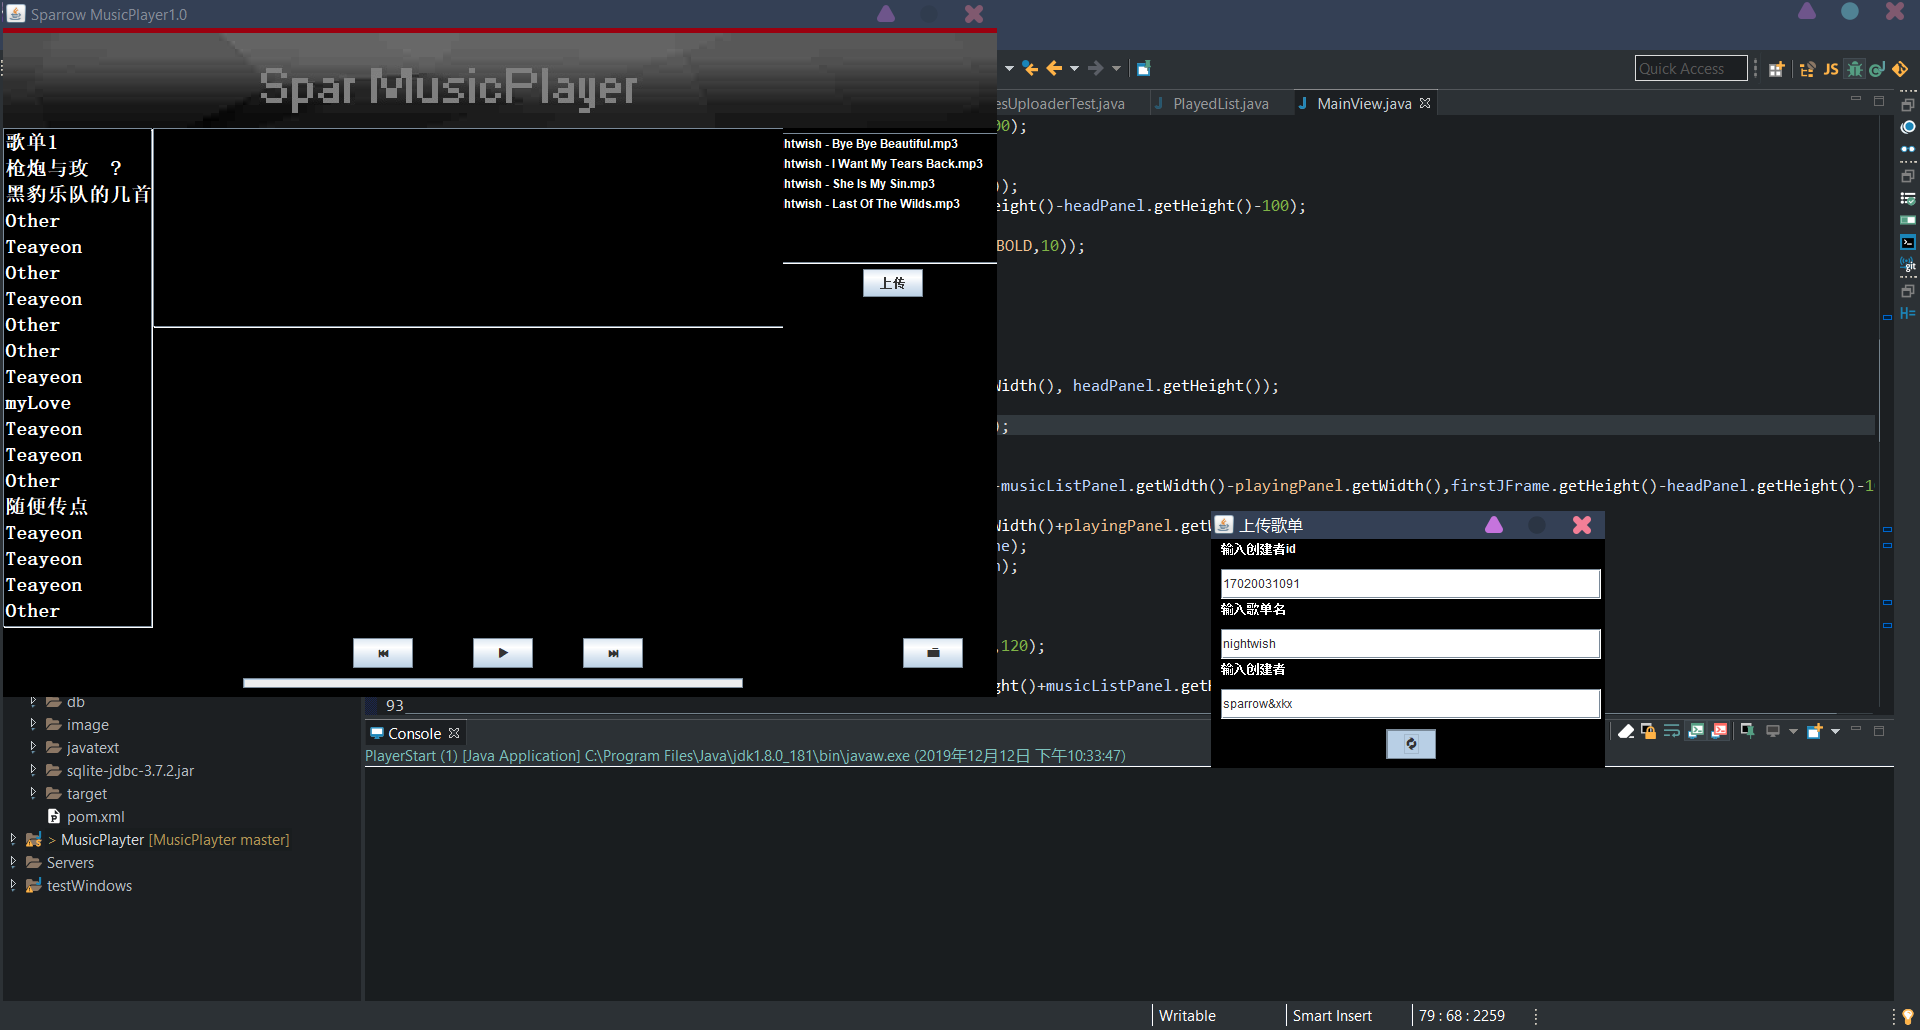 Sparrow MusicPlayer1.0
Spar MusicPlayer
歌单1
枪炮与玫 ?
黑豹乐队的几首
Other
Teayeon
Other
Teayeon
Other
Other
Teayeon
myLove
Teayeon
Teayeon
Other
随便传点
Teayeon
Teayeon
Teayeon
Other
htwish - Bye Bye Beautiful.mp3
htwish - I Want My Tears Back.mp3
htwish - She Is My Sin.mp3
htwish - Last Of The Wilds.mp3
上传
Quick Access
JS
esUploaderTest.java
PlayedList.java
MainView.java
00);
);
eight()-headPanel.getHeight()-100);
BOLD,10));
Width(), headPanel.getHeight());
);
-musicListPanel.getWidth()-playingPanel.getWidth(),firstJFrame.getHeight()-headPanel.getHeight()-1
Width()+playingPanel.getW
ne);
);
,120);
ght()+musicListPanel.getH
93
git
H=
上传歌单
输入创建者id
17020031091
输入歌单名
nightwish
输入创建者
sparrow&xkx
db
image
javatext
sqlite-jdbc-3.7.2.jar
target
pom.xml
> MusicPlayter [MusicPlayter master]
Servers
testWindows
Console
PlayerStart (1) [Java Application] C:\Program Files\Java\jdk1.8.0_181\bin\javaw.exe (2019年12月12日 下午10:33:47)
Writable
Smart Insert
79 : 68 : 2259